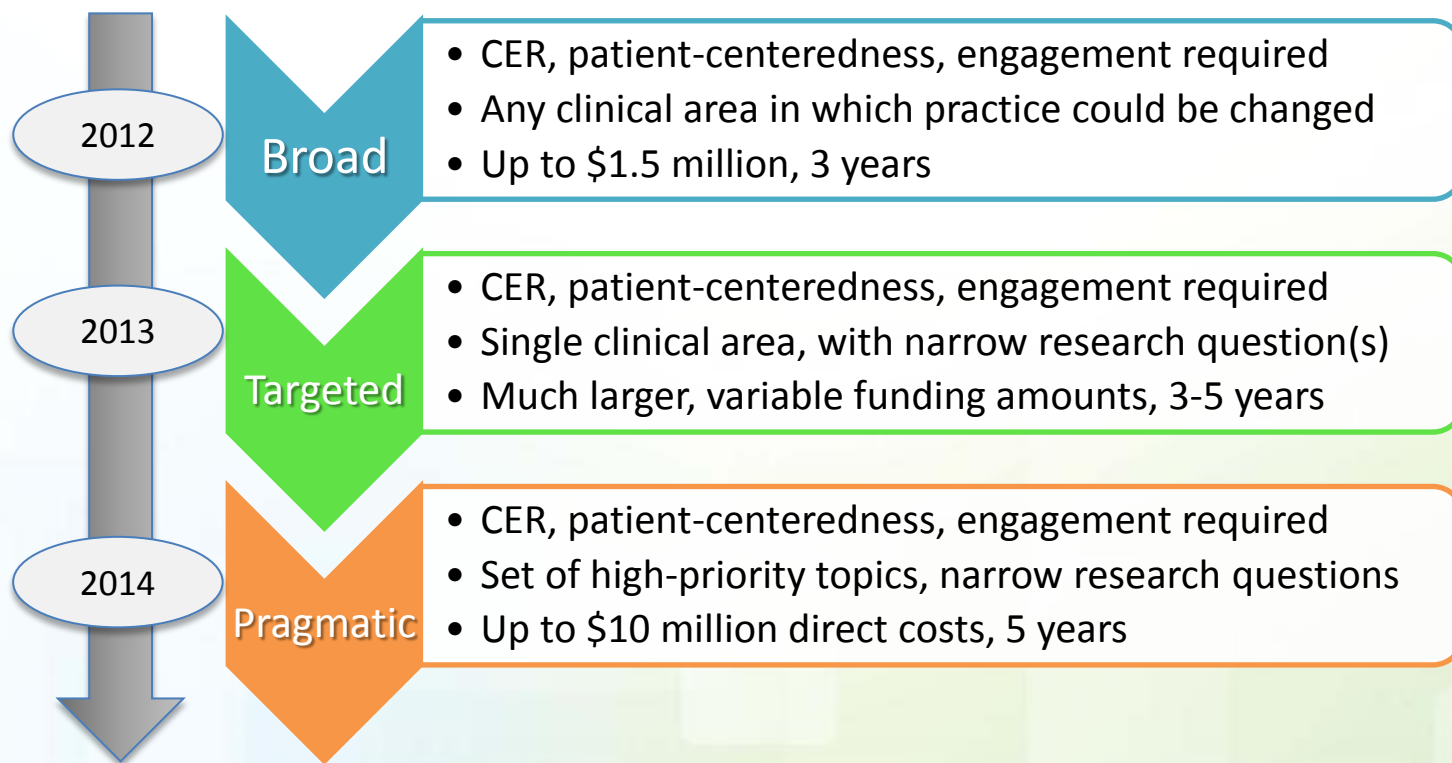 2012
Broad
• CER, patient-centeredness, engagement required
• Any clinical area in which practice could be changed
• Up to $1.5 million, 3 years
2013
Targeted
• CER, patient-centeredness, engagement required
• Single clinical area, with narrow research question(s)
• Much larger, variable funding amounts, 3-5 years
2014
Pragmatic
• CER, patient-centeredness, engagement required
• Set of high-priority topics, narrow research questions
• Up to $10 million direct costs, 5 years